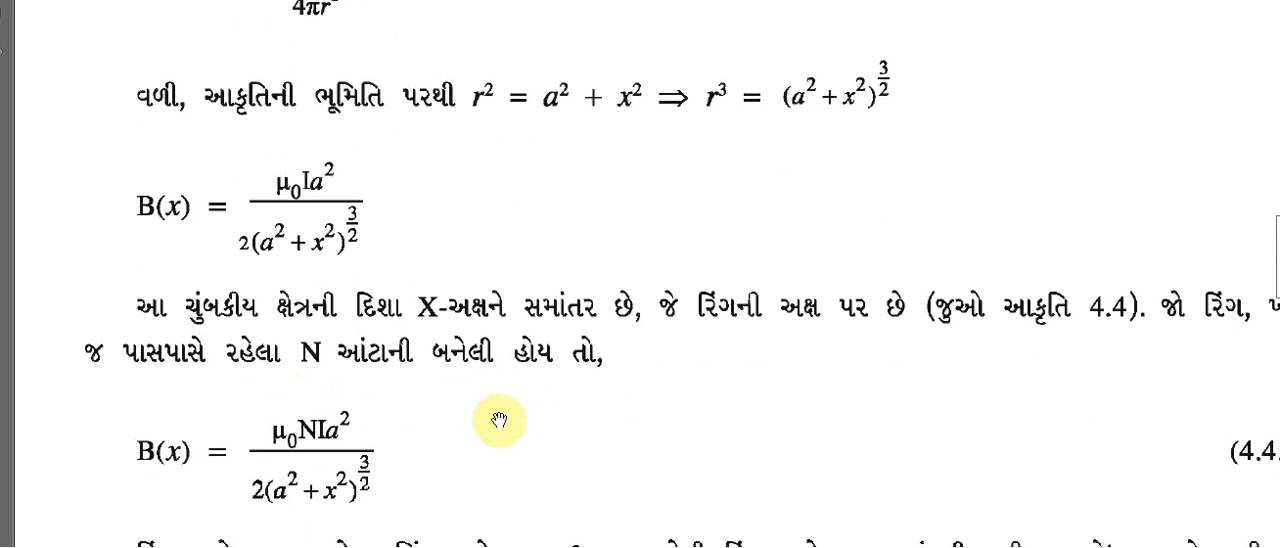 4πr
વળી, આકૃતિની ભૂમિતિ પરથી r² = a² + x² ⇒ r³ = (a² + x²)^(3/2)
B(x) = μ₀Ia² / 2(a² + x²)^(3/2)
આ ચુંબકીય ક્ષેત્રની દિશા X-અક્ષને સમાંતર છે, જે રિંગની અક્ષ પર છે (જુઓ આકૃતિ 4.4). જો રિંગ,
જ પાસપાસે રહેલા N આંટાની બનેલી હોય તો,
B(x) = μ₀NIa² / 2(a² + x²)^(3/2) (4.4.